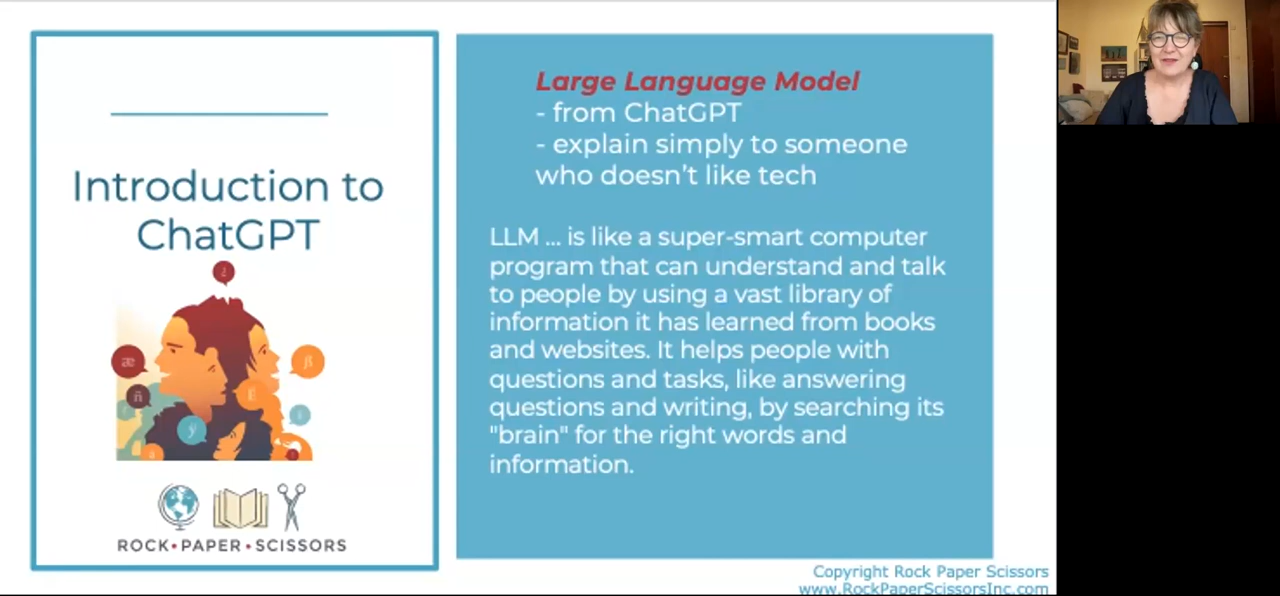 Introduction to
ChatGPT
ROCK•PAPER•SCISSORS
Large Language Model
- from ChatGPT
- explain simply to someone
who doesn't like tech
LLM ... is like a super-smart computer
program that can understand and talk
to people by using a vast library of
information it has learned from books
and websites. It helps people with
questions and tasks, like answering
questions and writing, by searching its
"brain" for the right words and
information.
Copyright Rock Paper Scissors
www.RockPaperScissorsInc.com